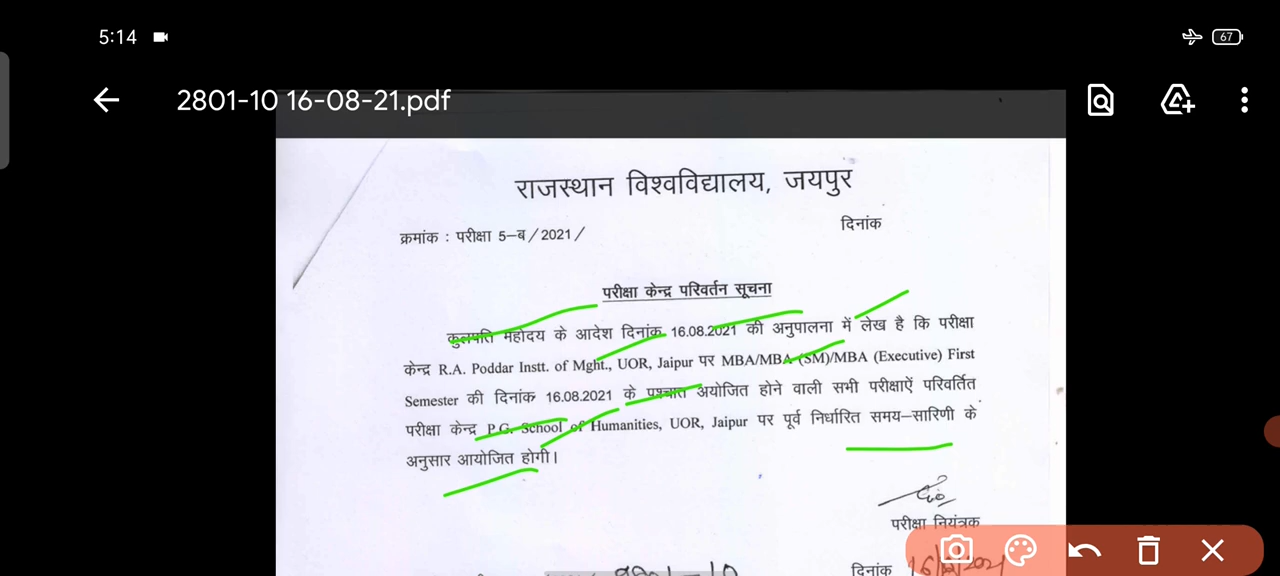 5:14
67
2801-10 16-08-21.pdf
राजस्थान विश्वविद्यालय, जयपुर
क्रमांक : परीक्षा 5–ब/2021/
दिनांक
परीक्षा केन्द्र परिवर्तन सूचना
कुलपति महोदय के आदेश दिनांक 16.08.2021 की अनुपालना में लेख है कि परीक्षा
केन्द्र R.A. Poddar Instt. of Mght., UOR, Jaipur पर MBA/MBA (SM)/MBA (Executive) First
Semester की दिनांक 16.08.2021 के पश्चात अयोजित होने वाली सभी परीक्षाऐं परिवर्तित
परीक्षा केन्द्र P.G. School of Humanities, UOR, Jaipur पर पूर्व निर्धारित समय–सारिणी के
अनुसार आयोजित होगी।
परीक्षा नियंत्रक
दिनांक